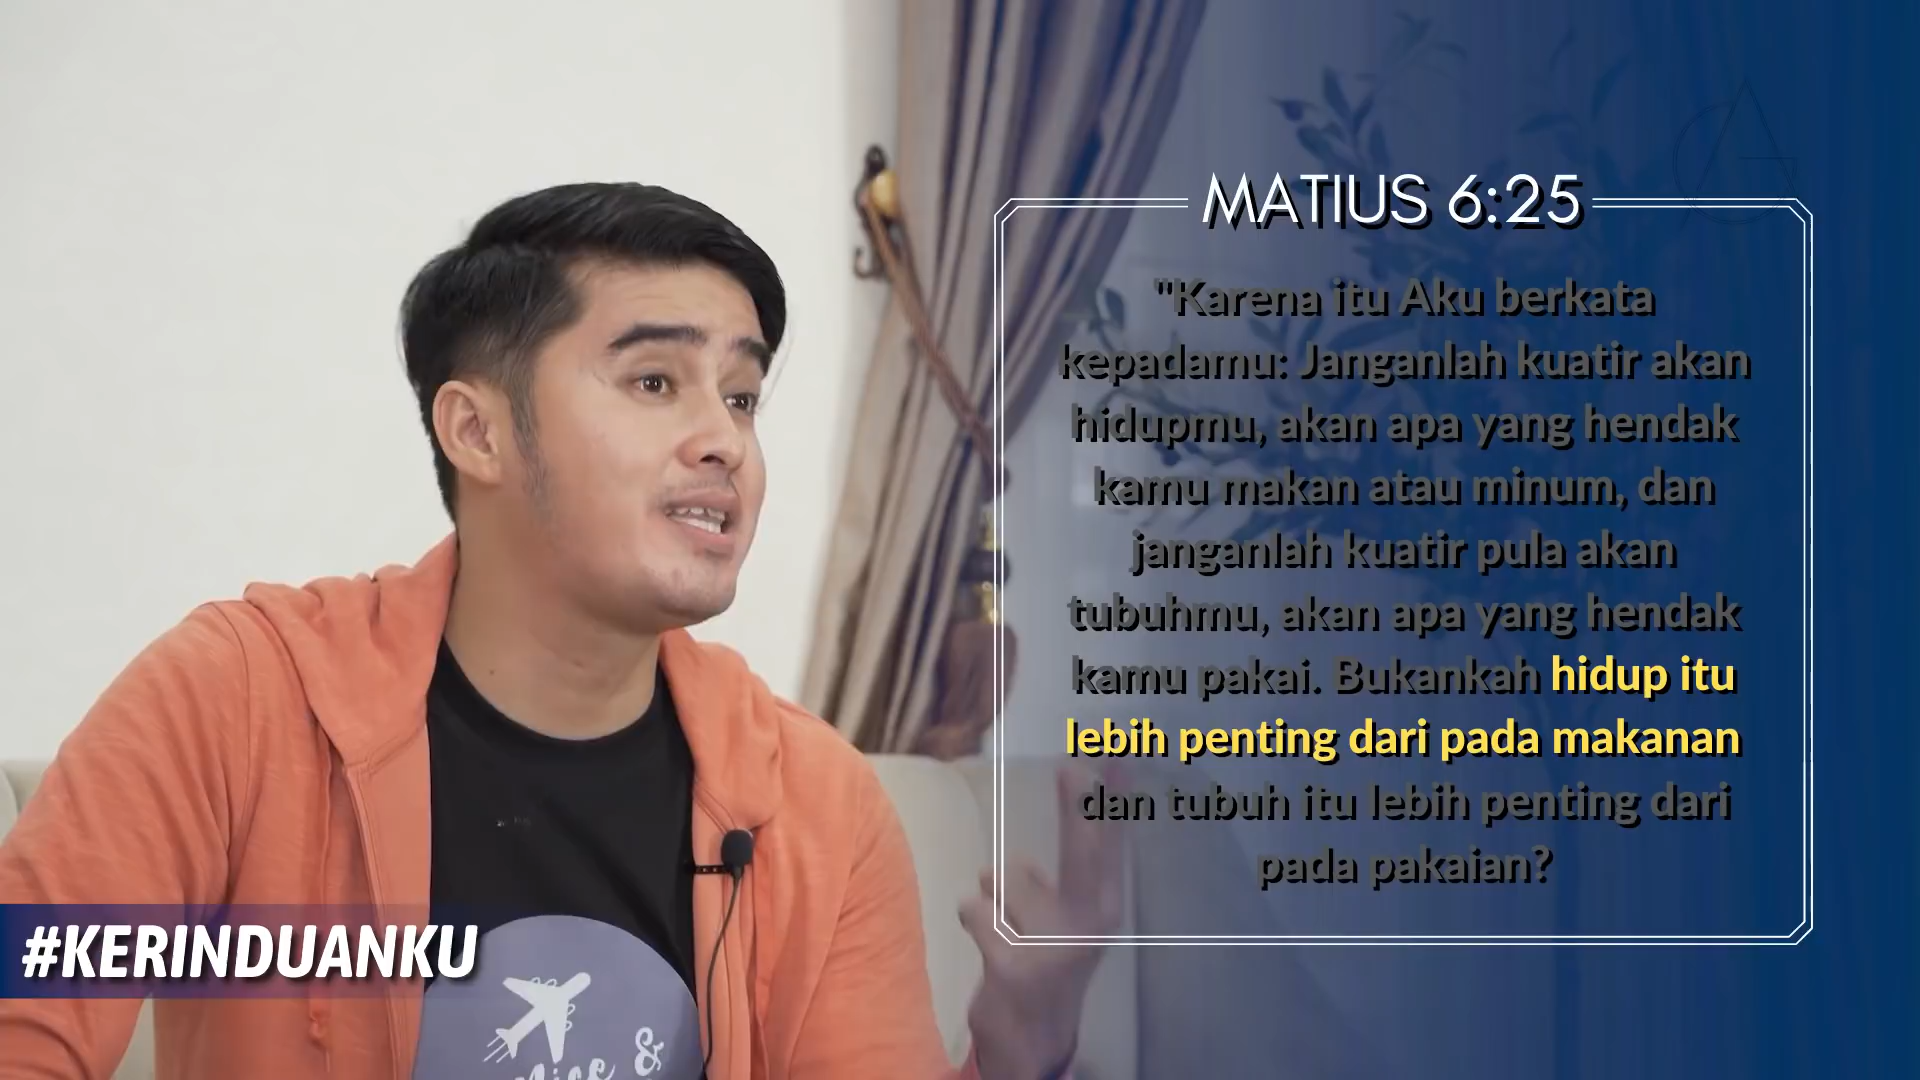 MATIUS 6:25
"Karena itu Aku berkata
kepadamu: Janganlah kuatir akan
hidupmu, akan apa yang hendak
kamu makan atau minum, dan
janganlah kuatir pula akan
tubuhmu, akan apa yang hendak
kamu pakai. Bukankah hidup itu
lebih penting dari pada makanan
dan tubuh itu lebih penting dari
pada pakaian?
#KERINDUANKU
Nice &